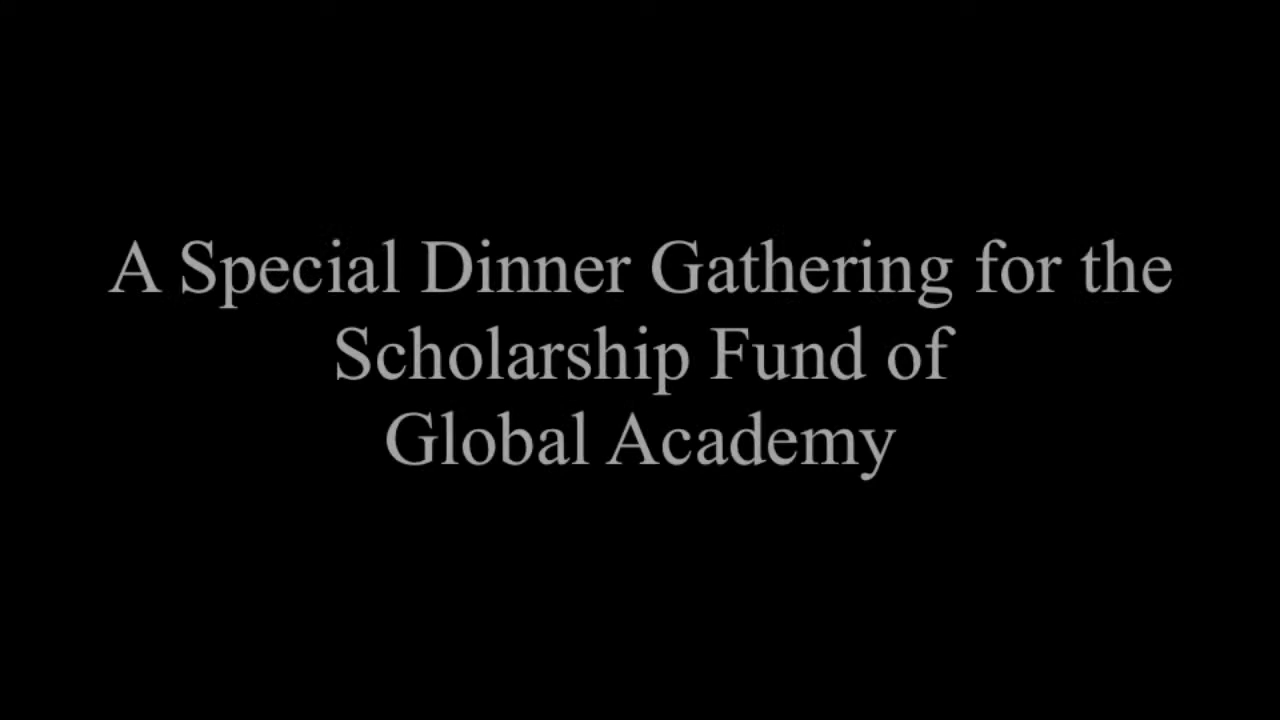 A Special Dinner Gathering for the
Scholarship Fund of
Global Academy